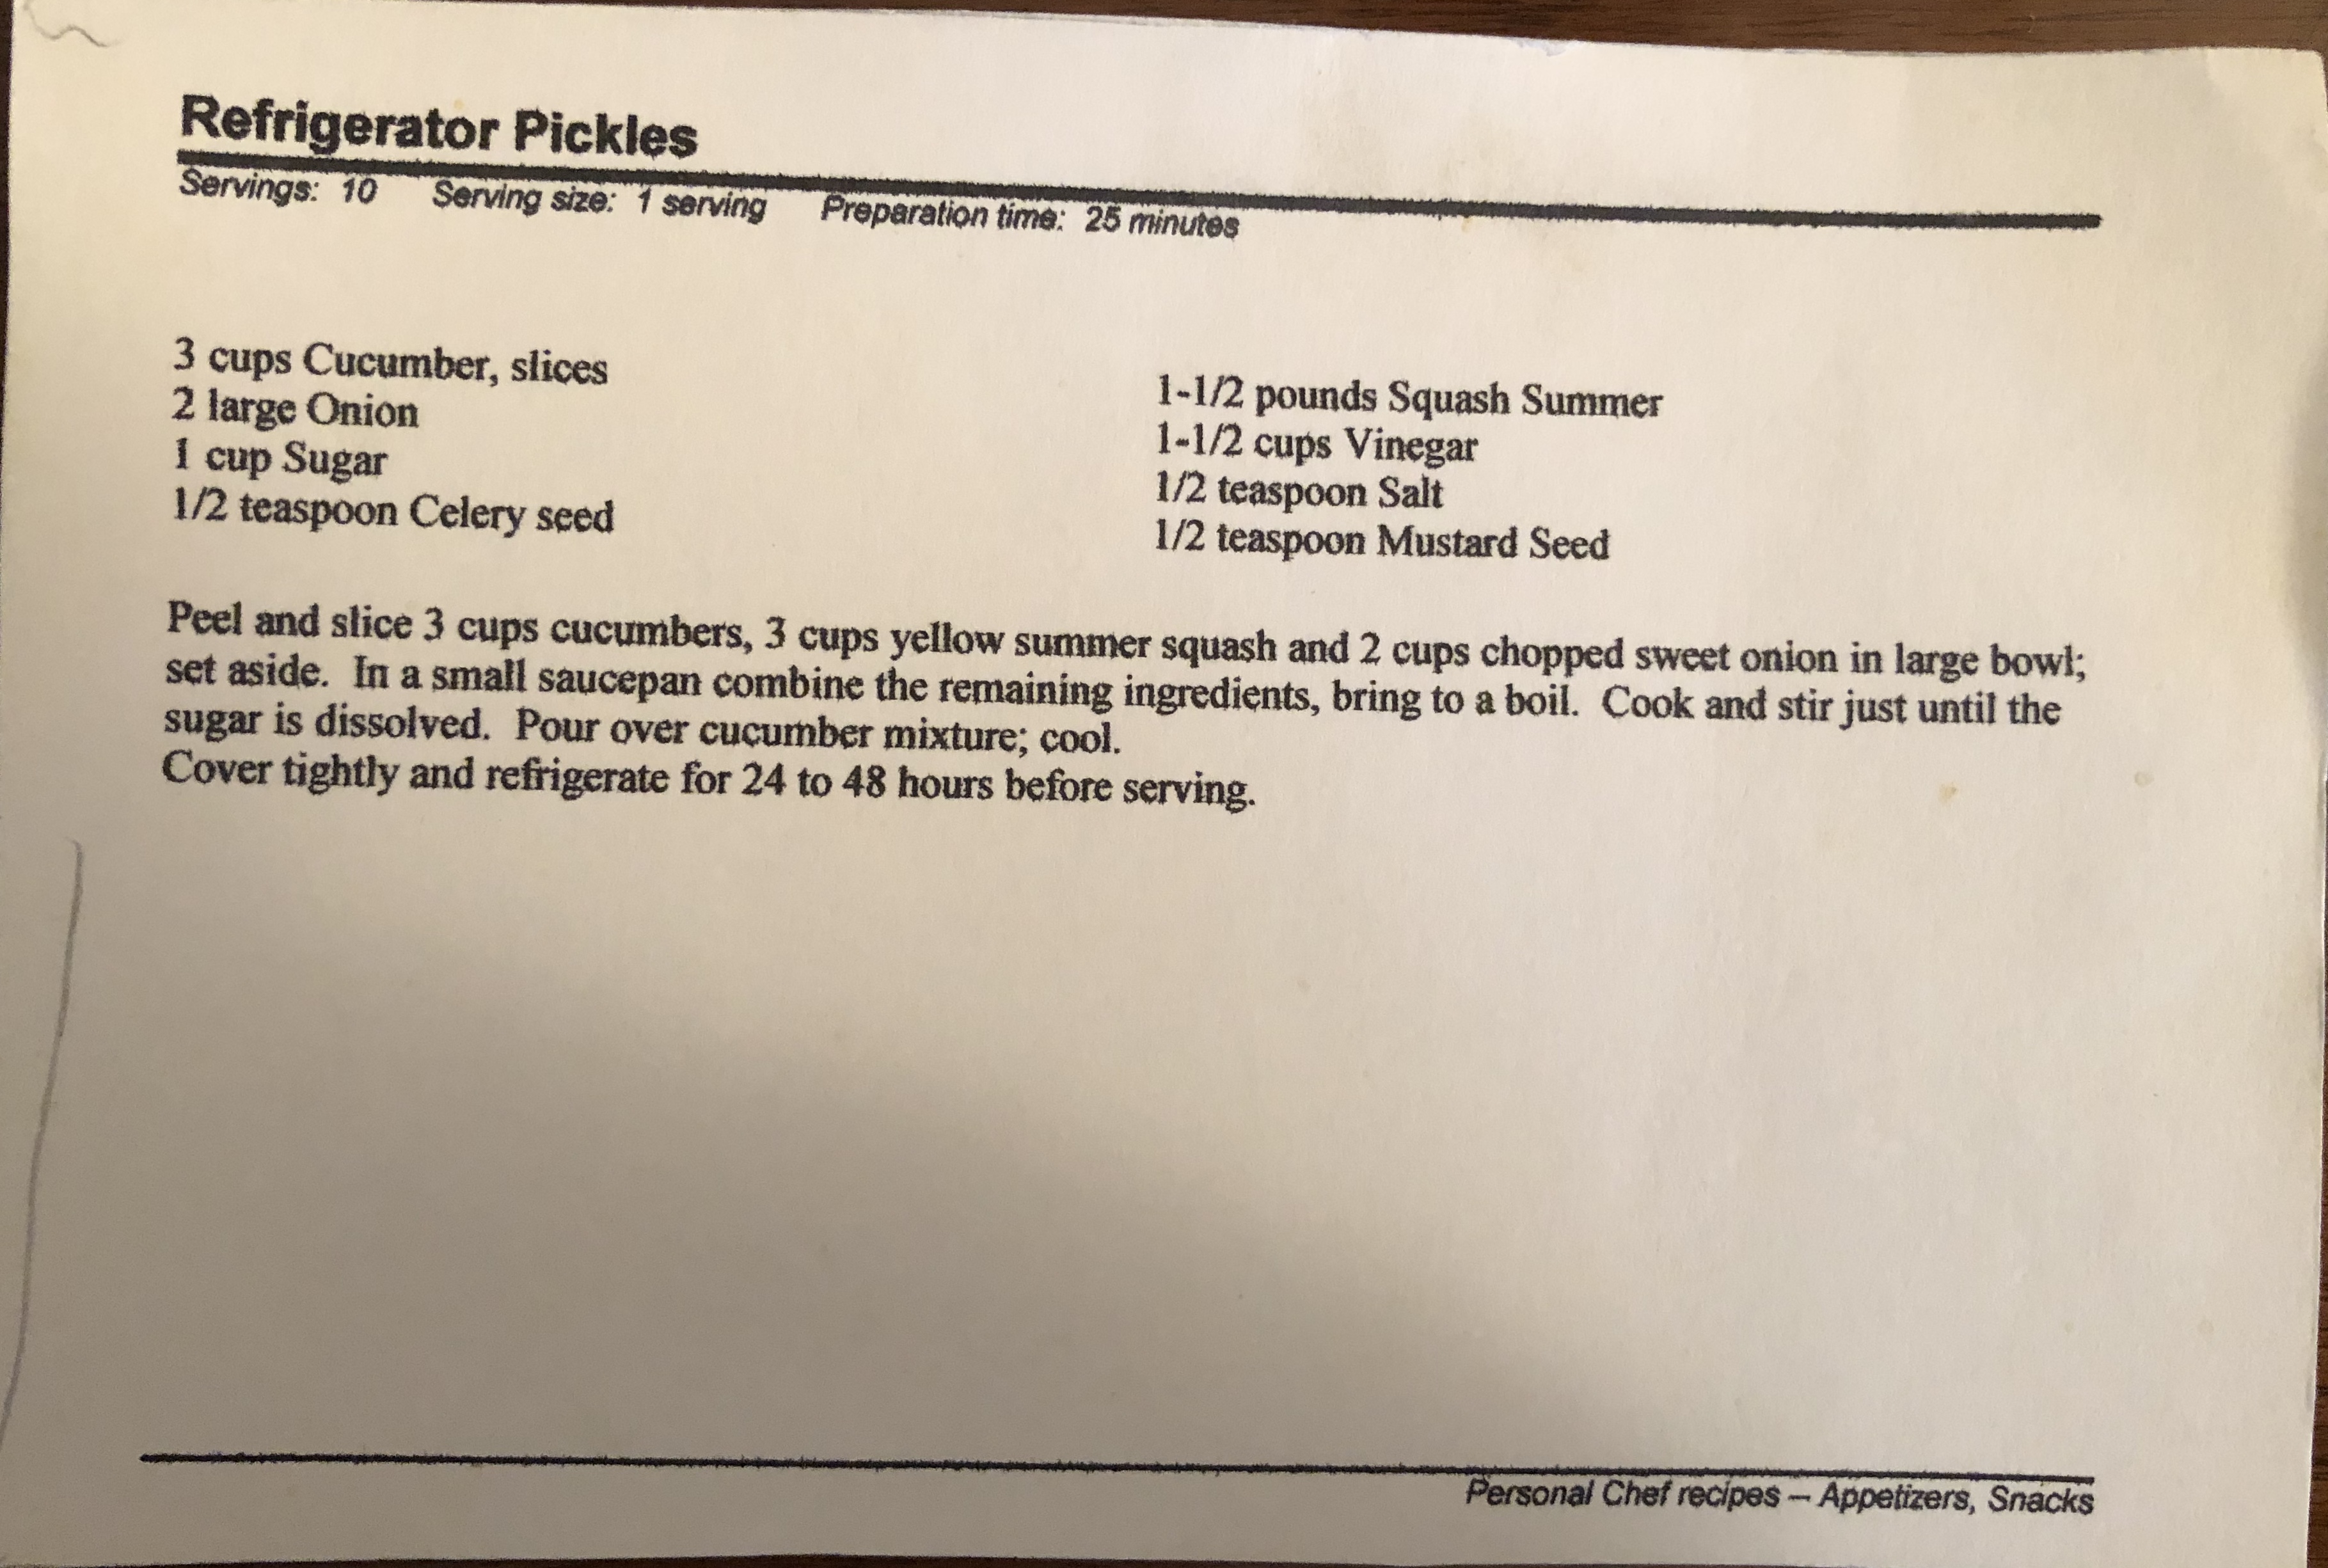 Refrigerator Pickles
Servings: 10 Serving size: 1 serving Preparation time: 25 minutes
3 cups Cucumber, slices
2 large Onion
1 cup Sugar
1/2 teaspoon Celery seed
1-1/2 pounds Squash Summer
1-1/2 cups Vinegar
1/2 teaspoon Salt
1/2 teaspoon Mustard Seed
Peel and slice 3 cups cucumbers, 3 cups yellow summer squash and 2 cups chopped sweet onion in large bowl;
set aside. In a small saucepan combine the remaining ingredients, bring to a boil. Cook and stir just until the
sugar is dissolved. Pour over cucumber mixture; cool.
Cover tightly and refrigerate for 24 to 48 hours before serving.
Personal Chef recipes – Appetizers, Snacks